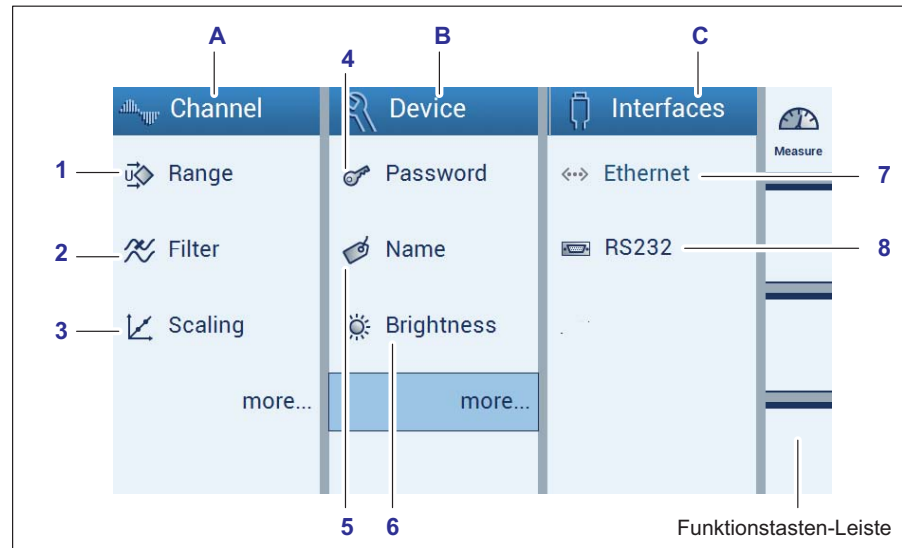 A B C
4
Channel Device Interfaces
Measure
1 Range Password Ethernet 7
2 Filter Name RS232 8
3 Scaling Brightness
more... more...
5 6 Funktionstasten-Leiste